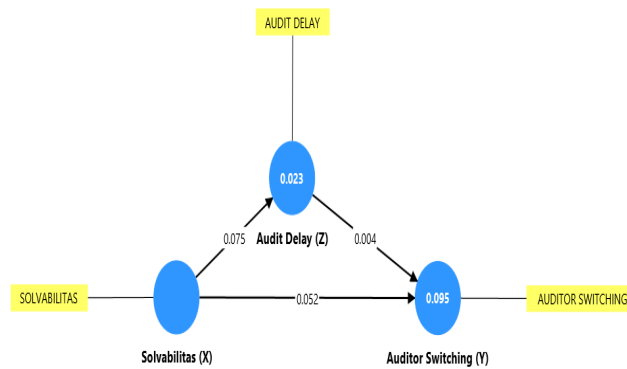 AUDIT DELAY
0.023
0.075
Audit Delay (Z)
0.004
SOLVABILITAS
0.052
0.095
AUDITOR SWITCHING
Solvabilitas (X)
Auditor Switching (Y)